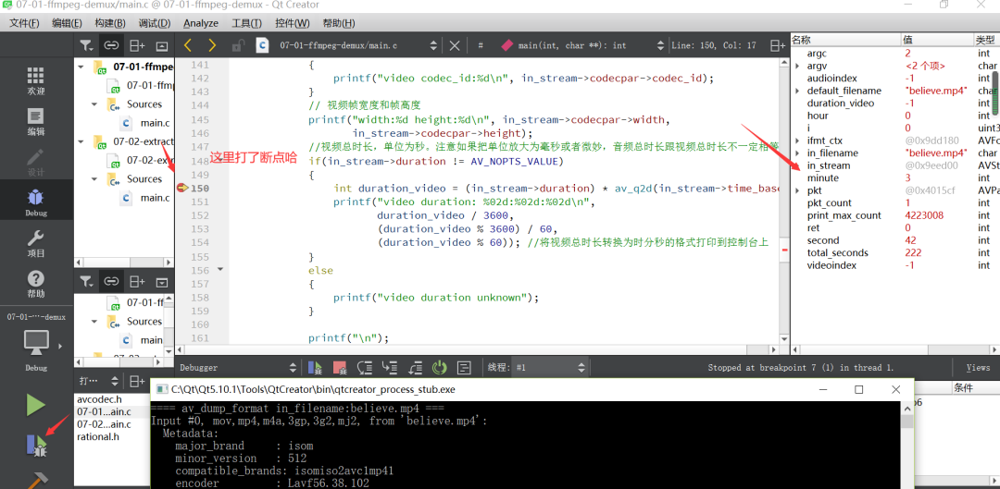 07-01-ffmpeg-demux/main.c @ 07-01-ffmpeg-demux - Qt Creator
文件(F) 编辑(E) 构建(B) 调试(D) Analyze 工具(T) 控件(W) 帮助(H)
07-01-ffmpeg-demux/main.c # main(int, char **): int Line: 150, Col: 17
欢迎
编辑
设计
Debug
项目
帮助
07-01-···-demux
Debug
07-01-ffmpe
07-01-ffmp
Sources
main.c
07-02-extract
07-02-ext
Sources
main.c
07-01-ffm
Sources
main
打···
avcodec.h
07-01...ain.c
07-02...ain.c
rational.h
141 {
142 printf("video codec_id:%d\n", in_stream->codecpar->codec_id);
143 }
144 // 视频帧宽度和帧高度
145 printf("width:%d height:%d\n", in_stream->codecpar->width,
146 in_stream->codecpar->height);
//视频总时长，单位为秒。注意如果把单位放大为毫秒或者微妙，音频总时长跟视频总时长不一定相等
这里打了断点哈
148 if(in_stream->duration != AV_NOPTS_VALUE)
149 {
150 int duration_video = (in_stream->duration) * av_q2d(in_stream->time_base
151 printf("video duration: %02d:%02d:%02d\n",
152 duration_video / 3600,
153 (duration_video % 3600) / 60,
154 (duration_video % 60)); //将视频总时长转换为时分秒的格式打印到控制台上
155 }
156 else
157 {
158 printf("video duration unknown");
159 }
160
161 printf("\n");
名称 值 类型
argc 2 int
argv <2 个项> char
audioindex -1 int
default_filename "believe.mp4" char
duration_video -1 int
hour 0 int
i 0 uint3
ifmt_ctx @0x9dd180 AVFo
in_filename "believe.mp4" char
in_stream @0x9eed00 AVSt
minute 3 int
pkt @0x4015cf AVPa
pkt_count 1 int
print_max_count 4223008 int
ret 0 int
second 42 int
total_seconds 222 int
videoindex -1 int
Debugger 线程: #1 Stopped at breakpoint 7 (1) in thread 1. Views
条件
C:\Qt\Qt5.10.1\Tools\QtCreator\bin\qtcreator_process_stub.exe
==== av_dump_format in_filename:believe.mp4 ===
Input #0, mov,mp4,m4a,3gp,3g2,mj2, from 'believe.mp4':
Metadata:
major_brand : isom
minor_version : 512
compatible_brands: isomiso2avc1mp41
encoder : Lavf56.38.102